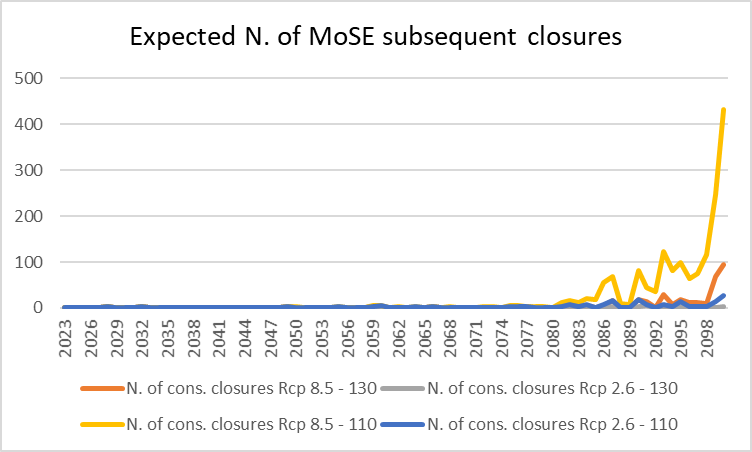 Expected N. of MoSE subsequent closures
500
400
300
200
100
0
2023 2026 2029 2032 2035 2038 2041 2044 2047 2050 2053 2056 2059 2062 2065 2068 2071 2074 2077 2080 2083 2086 2089 2092 2095 2098
N. of cons. closures Rcp 8.5 - 130 N. of cons. closures Rcp 2.6 - 130
N. of cons. closures Rcp 8.5 - 110 N. of cons. closures Rcp 2.6 - 110